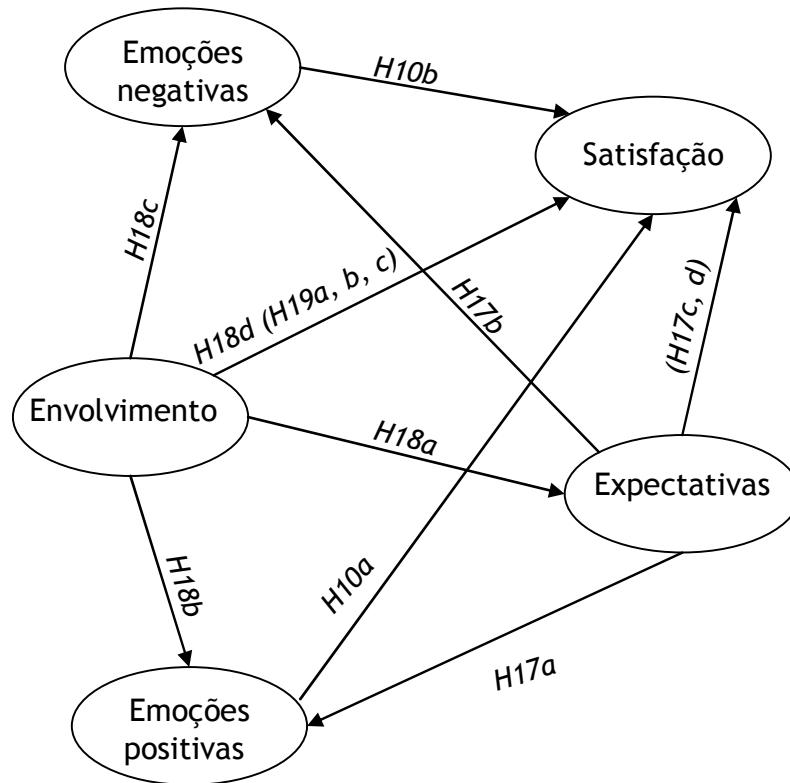 Emoções
negativas
H10b
Satisfação
H18c
H18d (H19a, b, c)
H17b
(H17c, d)
Envolvimento
H18a
Expectativas
H18b
H10a
H17a
Emoções
positivas